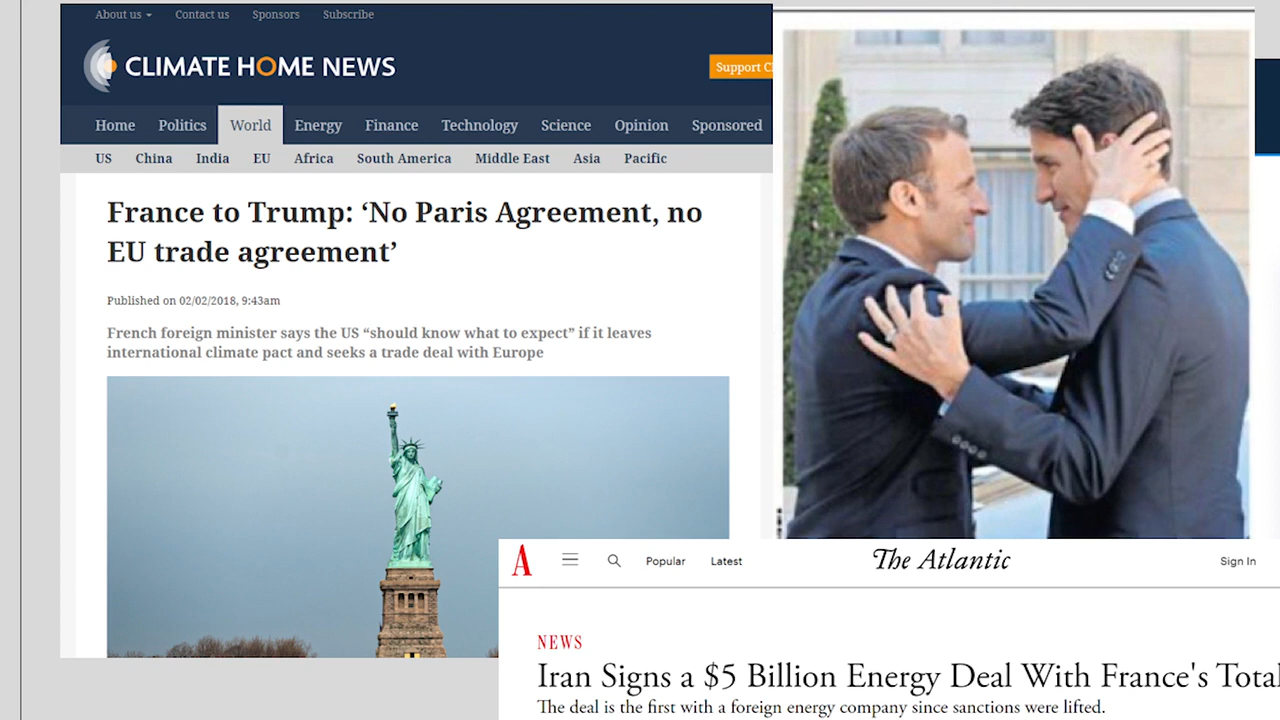 About us
Contact us
Sponsors
Subscribe
CLIMATE HOME NEWS
Support
Home
Politics
World
Energy
Finance
Technology
Science
Opinion
Sponsored
US
China
India
EU
Africa
South America
Middle East
Asia
Pacific
France to Trump: ‘No Paris Agreement, no
EU trade agreement’
Published on 02/02/2018, 9:43am
French foreign minister says the US “should know what to expect” if it leaves
international climate pact and seeks a trade deal with Europe
A
Popular
Latest
The Atlantic
Sign In
NEWS
Iran Signs a $5 Billion Energy Deal With France's Total
The deal is the first with a foreign energy company since sanctions were lifted.